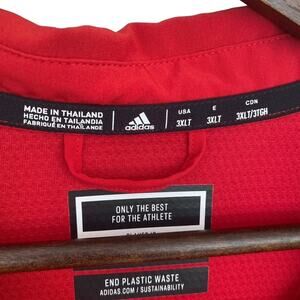 MADE IN THAILAND
HECHO EN TAILANDIA
FABRIQUÉ EN THAÏLANDE
adidas
USA
3XLT
E
3XLT
CDN
3XLT/3TGH
ONLY THE BEST
FOR THE ATHLETE
END PLASTIC WASTE
ADIDAS.COM / SUSTAINABILITY